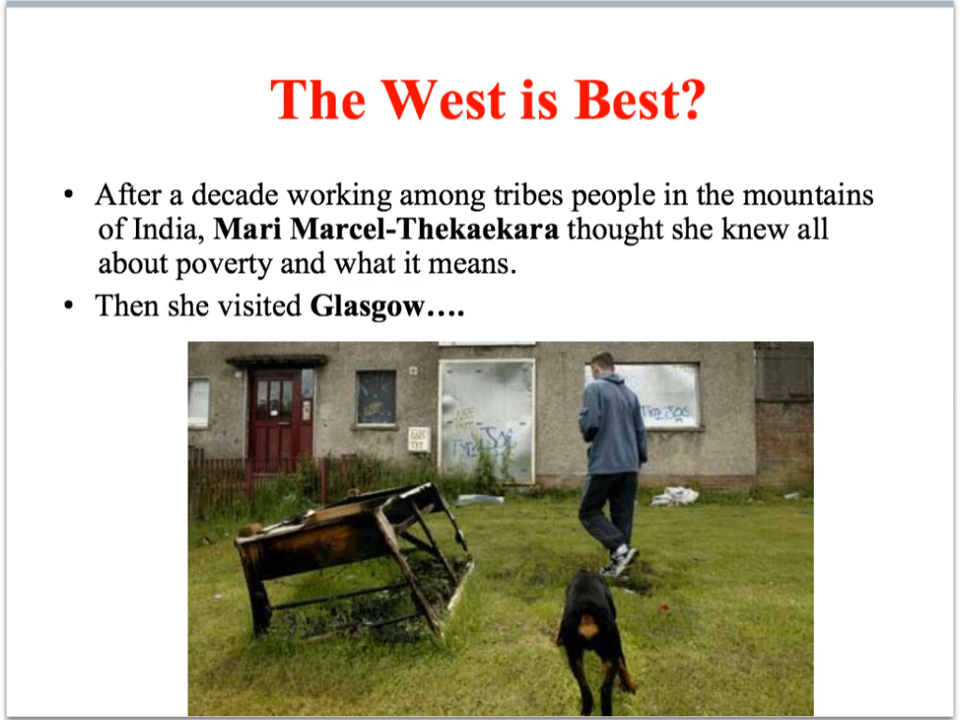 The West is Best?
• After a decade working among tribes people in the mountains
of India, Mari Marcel-Thekaekara thought she knew all
about poverty and what it means.
• Then she visited Glasgow….